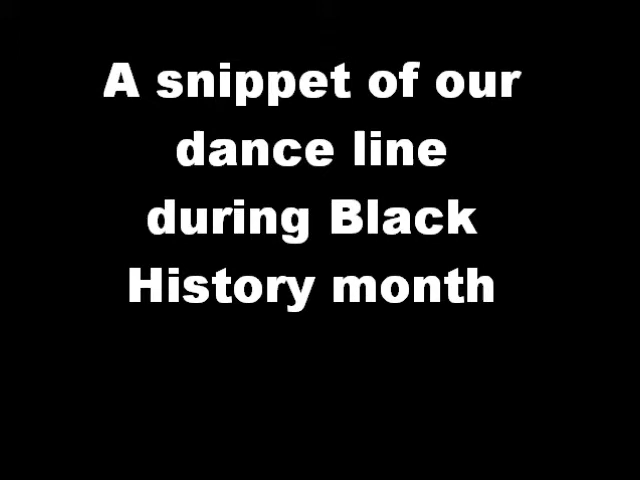 A snippet of our
dance line
during Black
History month